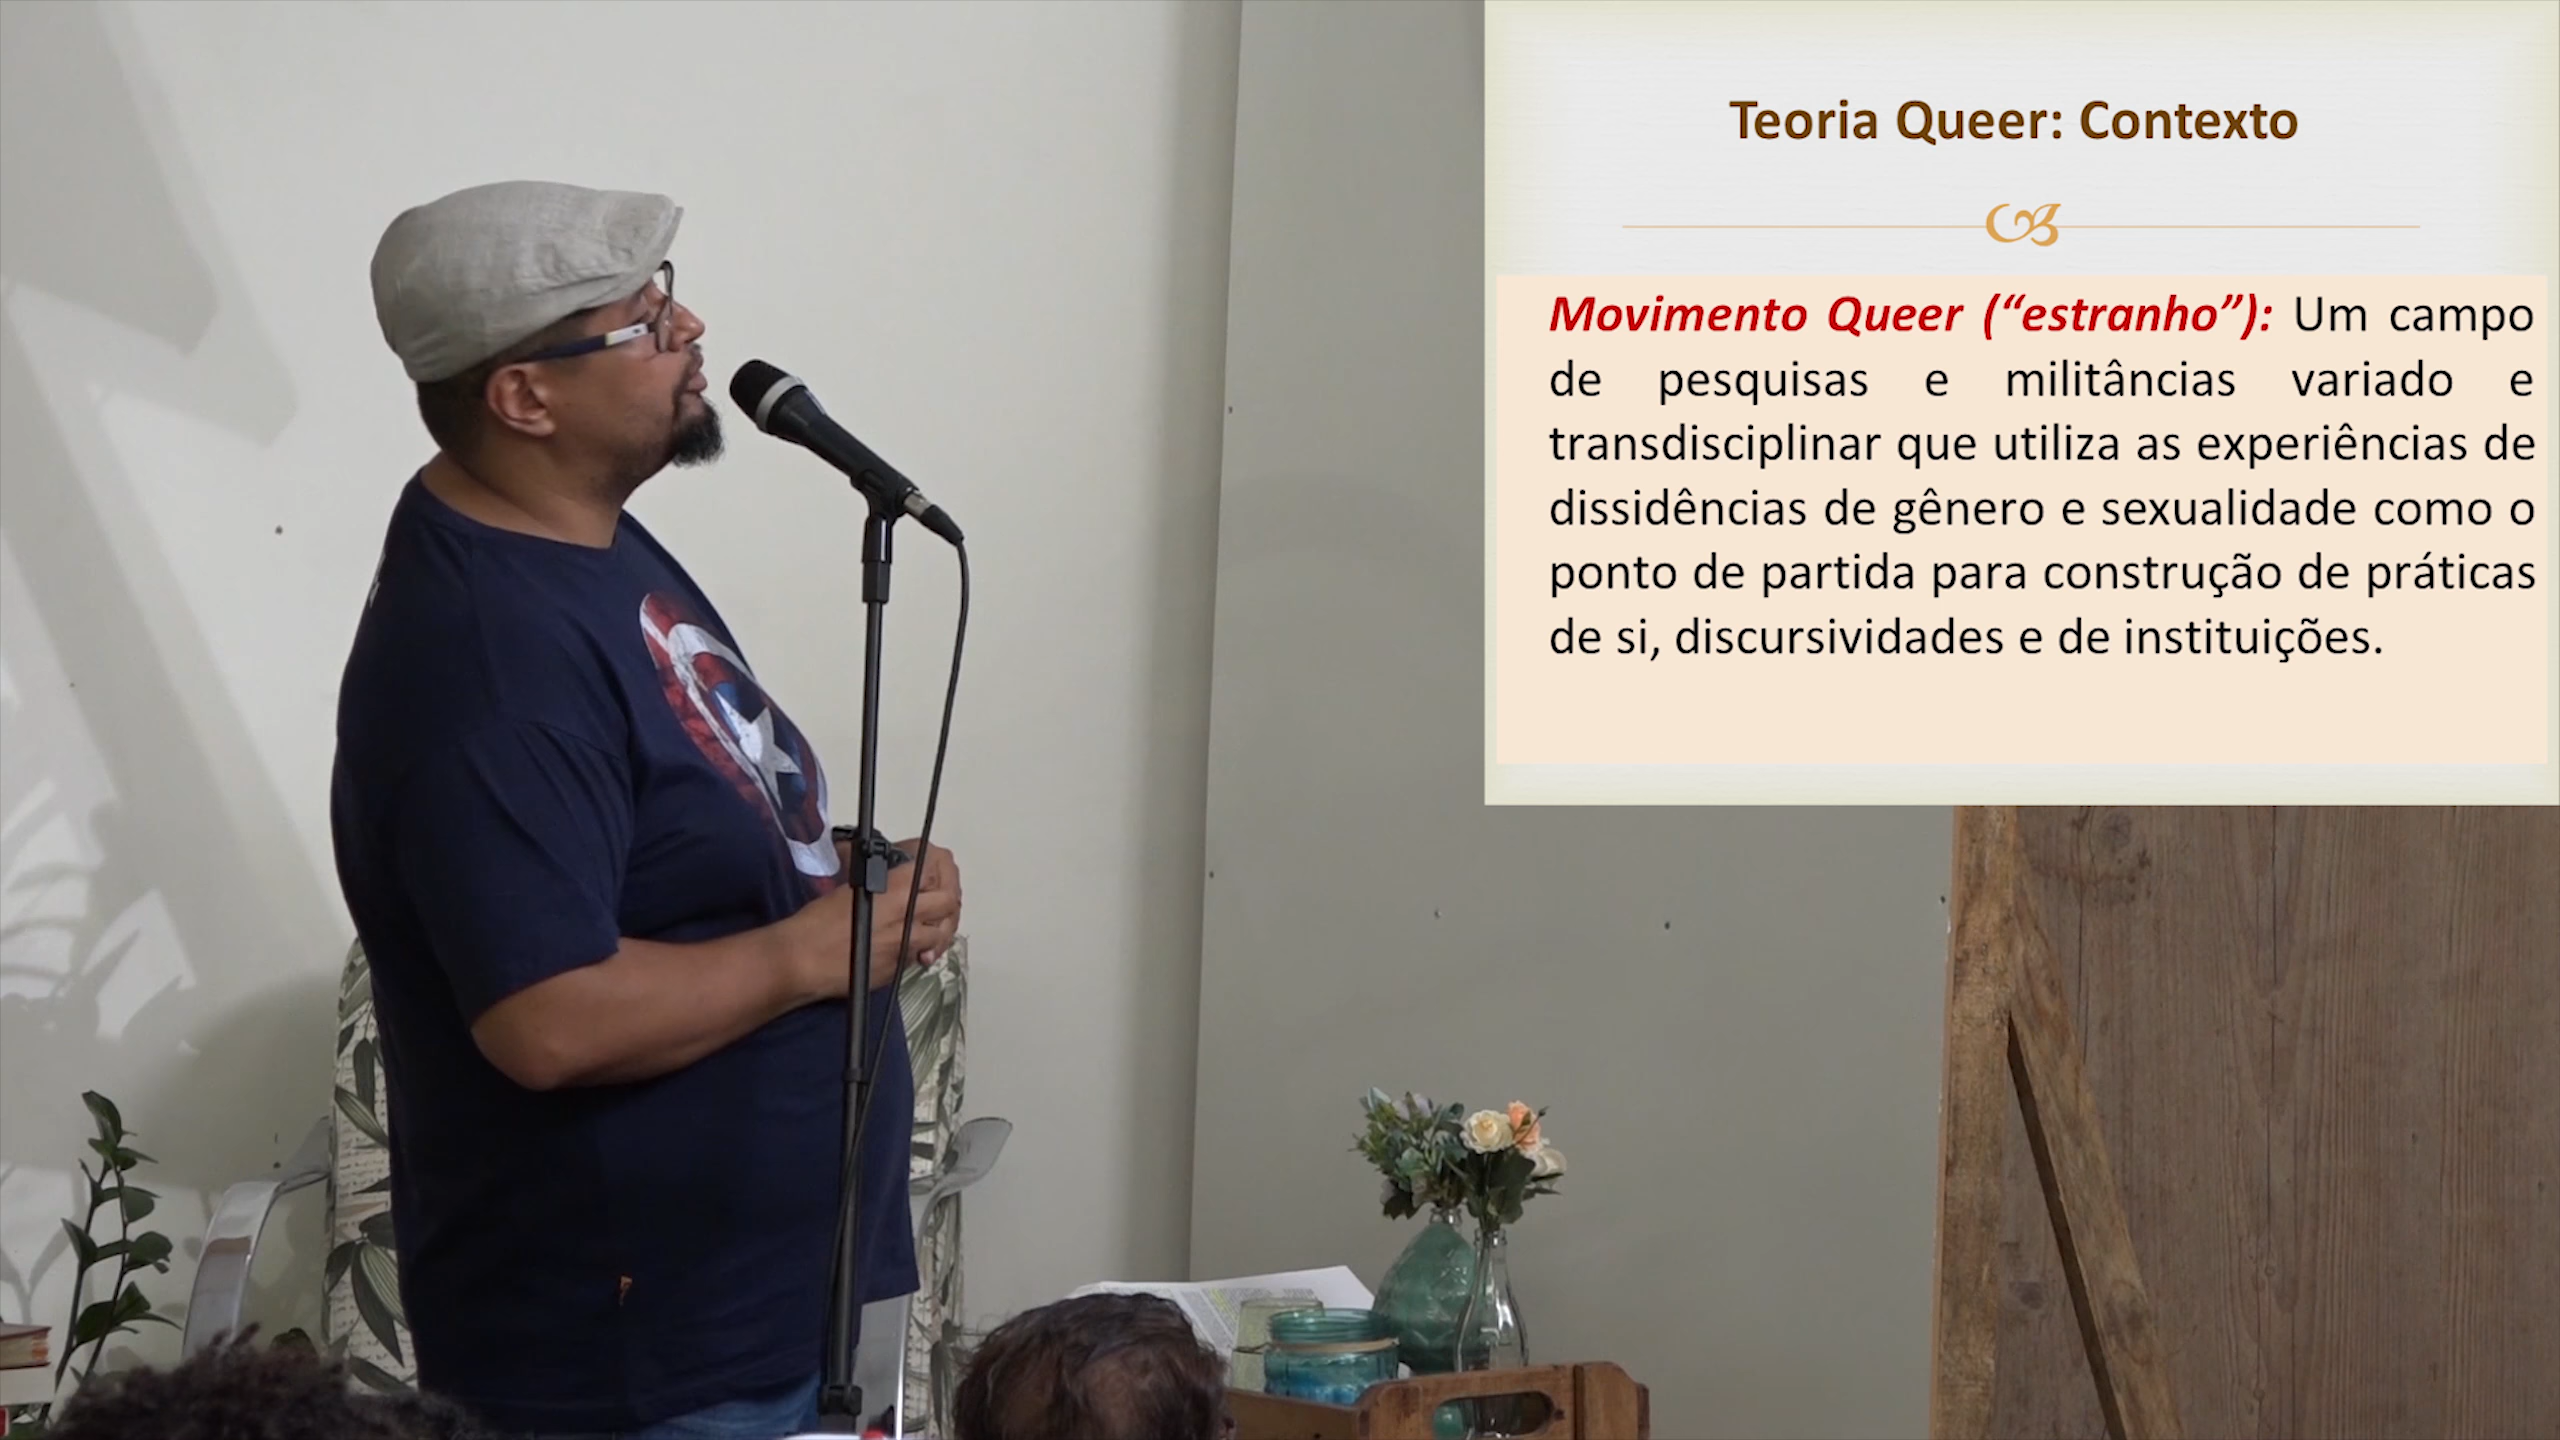 Teoria Queer: Contexto
Movimento Queer (“estranho”): Um campo
de pesquisas e militâncias variado e
transdisciplinar que utiliza as experiências de
dissidências de gênero e sexualidade como o
ponto de partida para construção de práticas
de si, discursividades e de instituições.